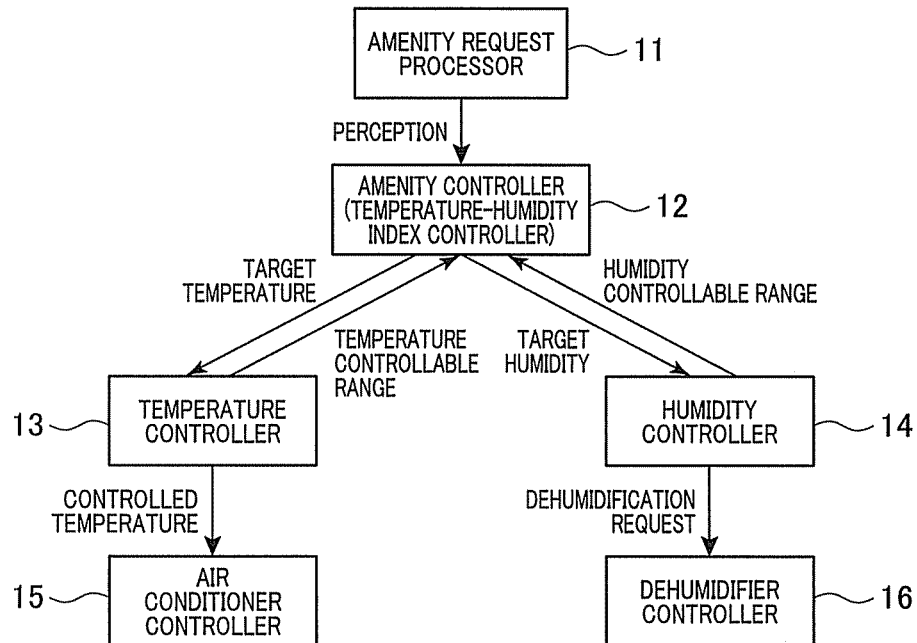 AMENITY REQUEST
PROCESSOR
11
PERCEPTION
AMENITY CONTROLLER
(TEMPERATURE-HUMIDITY
INDEX CONTROLLER)
12
TARGET
TEMPERATURE
HUMIDITY
CONTROLLABLE RANGE
TEMPERATURE
CONTROLLABLE
RANGE
TARGET
HUMIDITY
13
TEMPERATURE
CONTROLLER
HUMIDITY
CONTROLLER
14
CONTROLLED
TEMPERATURE
DEHUMIDIFICATION
REQUEST
15
AIR
CONDITIONER
CONTROLLER
DEHUMIDIFIER
CONTROLLER
16